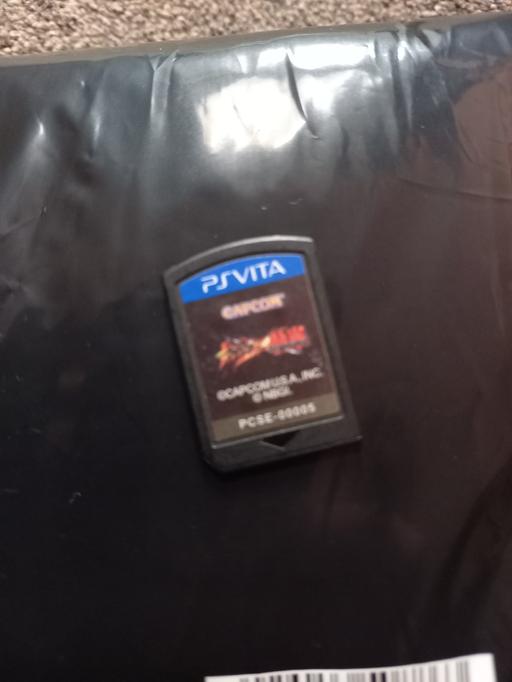 PSVITA
CAPCOM
©CAPCOM U.S.A., INC.
© NBGI.
PCSE-00005